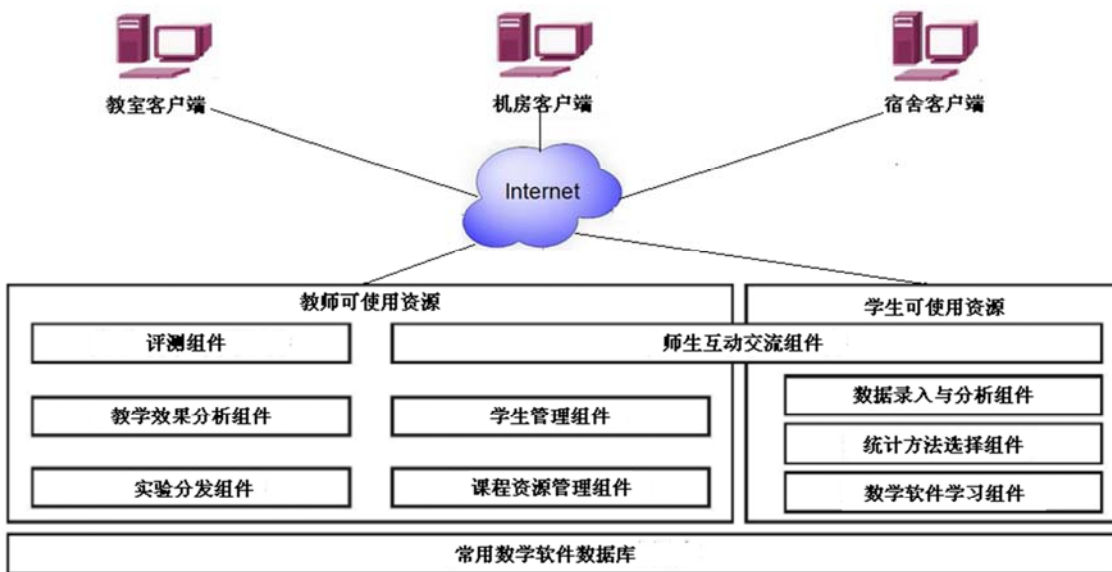 教室客户端
机房客户端
宿舍客户端
Internet
教师可使用资源
学生可使用资源
评测组件
师生互动交流组件
数据录入与分析组件
教学效果分析组件
学生管理组件
统计方法选择组件
实验分发组件
课程资源管理组件
数学软件学习组件
常用数学软件数据库